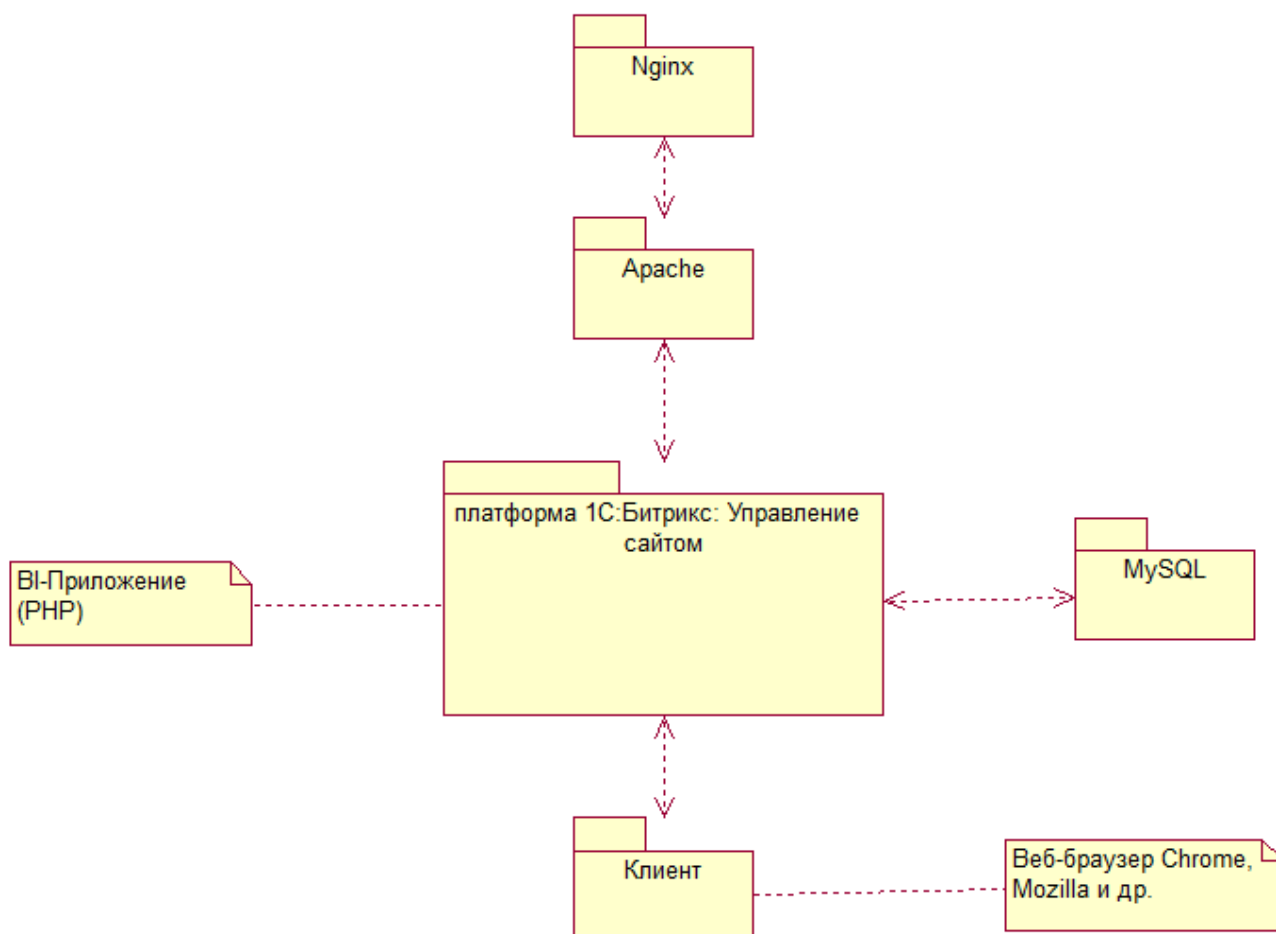 Nginx
Apache
платформа 1С:Битрикс: Управление
сайтом
BI-Приложение
(PHP)
MySQL
Клиент
Веб-браузер Chrome,
Mozilla и др.